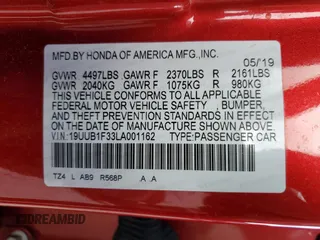 MFD.BY HONDA OF AMERICA MFG.,INC.
05/19
GVWR 4497LBS GAWR F 2370LBS R 2161LBS
GVWR 2040KG GAWR F 1075KG R 980KG
THIS VEHICLE CONFORMS TO ALL APPLICABLE
FEDERAL MOTOR VEHICLE SAFETY, BUMPER,
AND THEFT PREVENTION STANDARDS IN EFFECT
ON THE DATE OF MANUFACTURE SHOWN ABOVE.
V.I.N:19UUB1F33LA001162 TYPE:PASSENGER CAR
TZ4 L AB9 R568P A A
DREAMBID